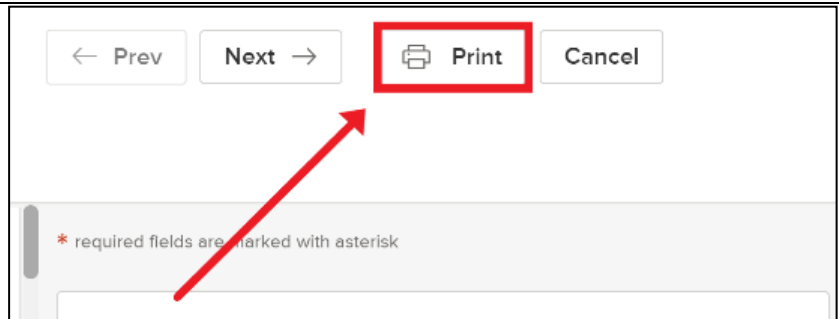 ← Prev Next → Print Cancel
* required fields are marked with asterisk